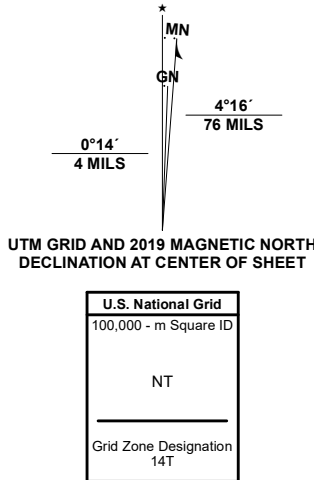 ★
MN
GN
4°16´
76 MILS
0°14´
4 MILS
UTM GRID AND 2019 MAGNETIC NORTH
DECLINATION AT CENTER OF SHEET
U.S. National Grid
100,000 - m Square ID
NT
Grid Zone Designation
14T